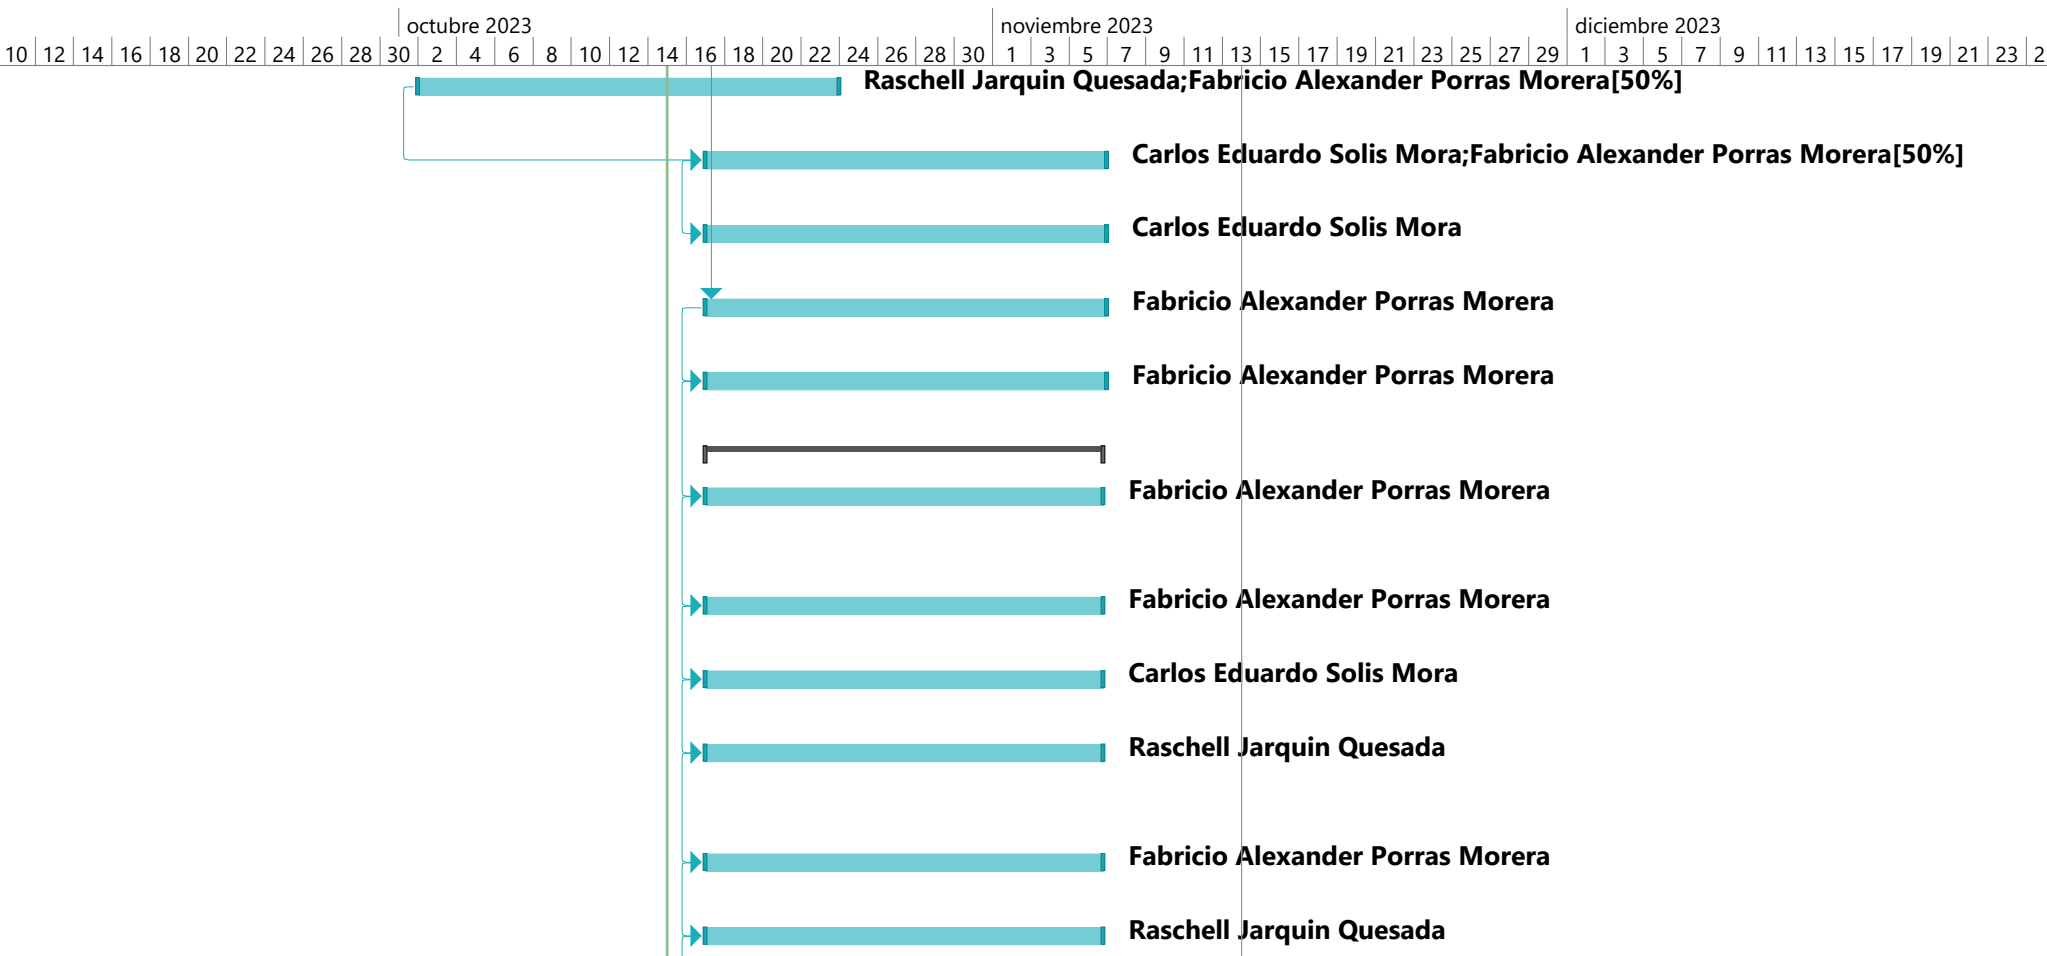 octubre 2023 noviembre 2023 diciembre 2023
10 12 14 16 18 20 22 24 26 28 30 2 4 6 8 10 12 14 16 18 20 22 24 26 28 30 1 3 5 7 9 11 13 15 17 19 21 23 25 27 29 1 3 5 7 9 11 13 15 17 19 21 23 2
Raschell Jarquin Quesada;Fabricio Alexander Porras Morera[50%]
Carlos Eduardo Solis Mora;Fabricio Alexander Porras Morera[50%]
Carlos Eduardo Solis Mora
Fabricio Alexander Porras Morera
Fabricio Alexander Porras Morera
Fabricio Alexander Porras Morera
Fabricio Alexander Porras Morera
Carlos Eduardo Solis Mora
Raschell Jarquin Quesada
Fabricio Alexander Porras Morera
Raschell Jarquin Quesada